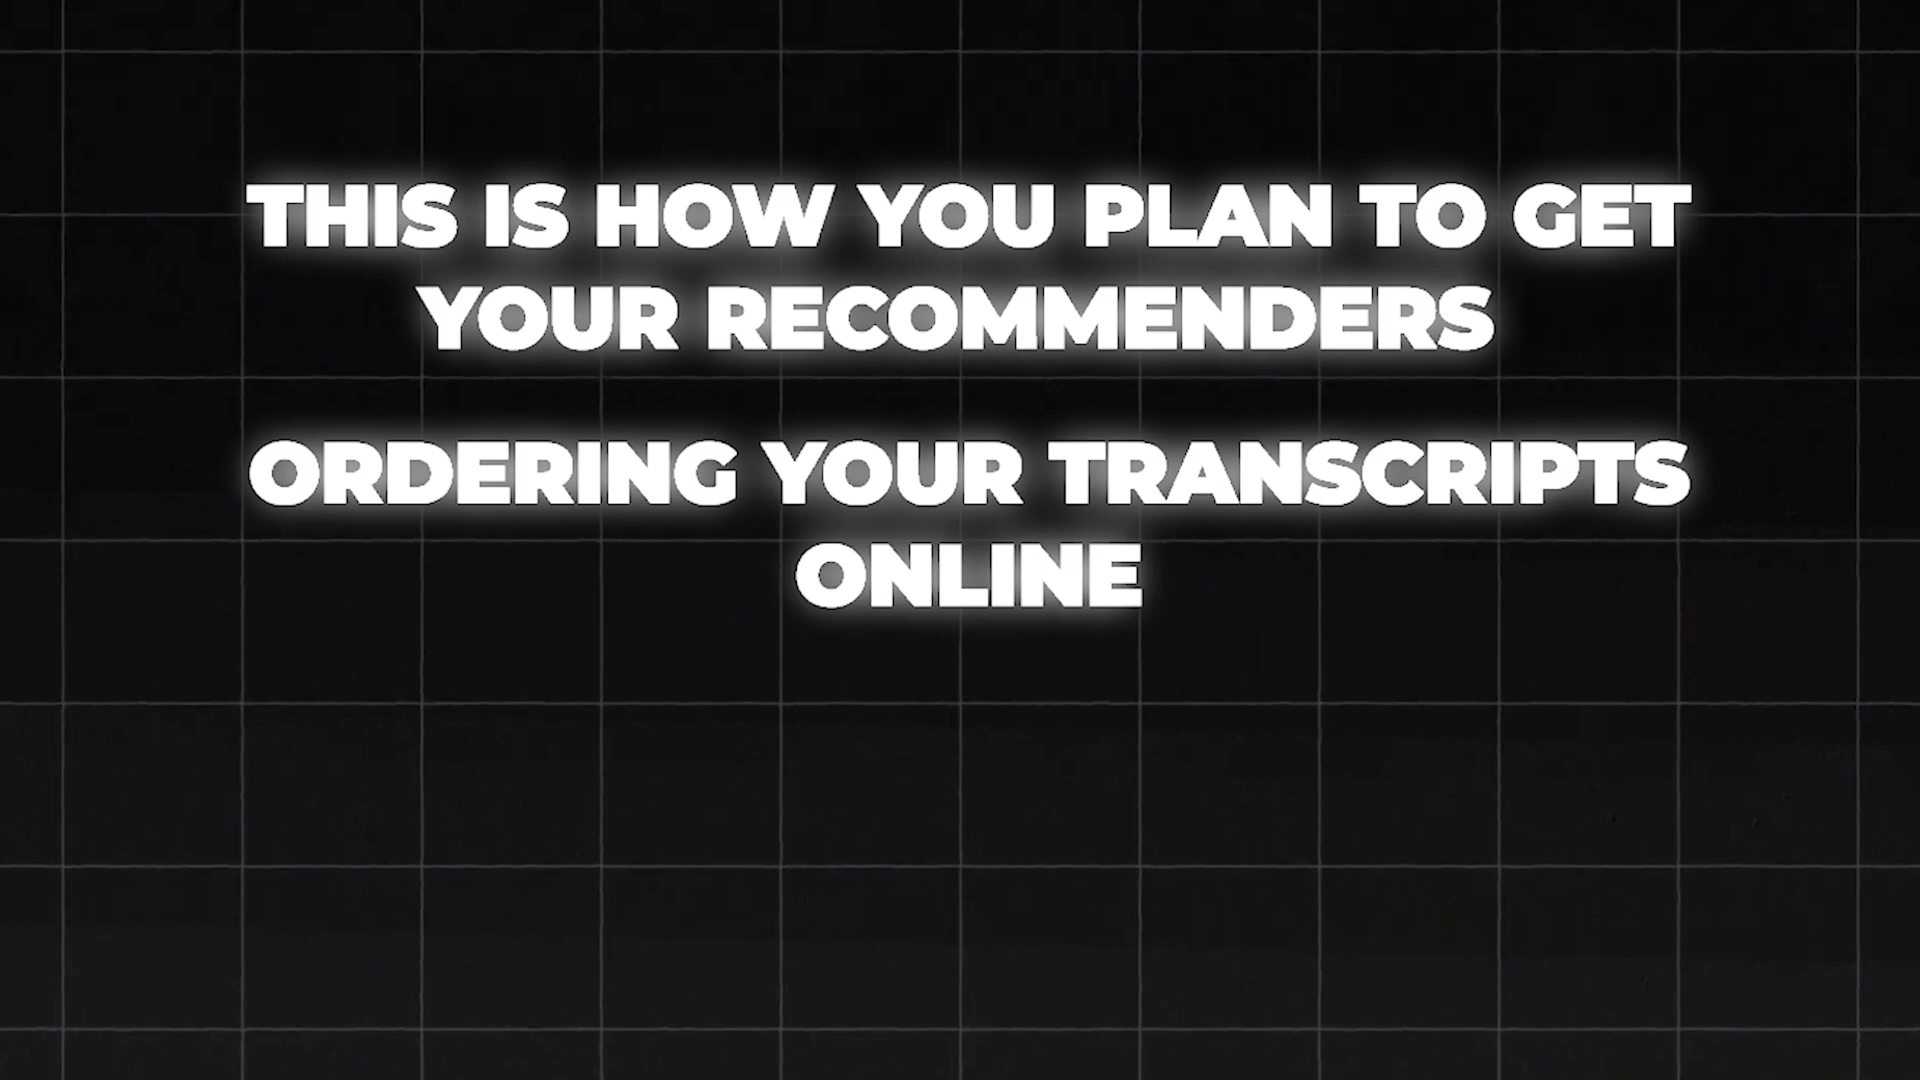 THIS IS HOW YOU PLAN TO GET
YOUR RECOMMENDERS
ORDERING YOUR TRANSCRIPTS
ONLINE